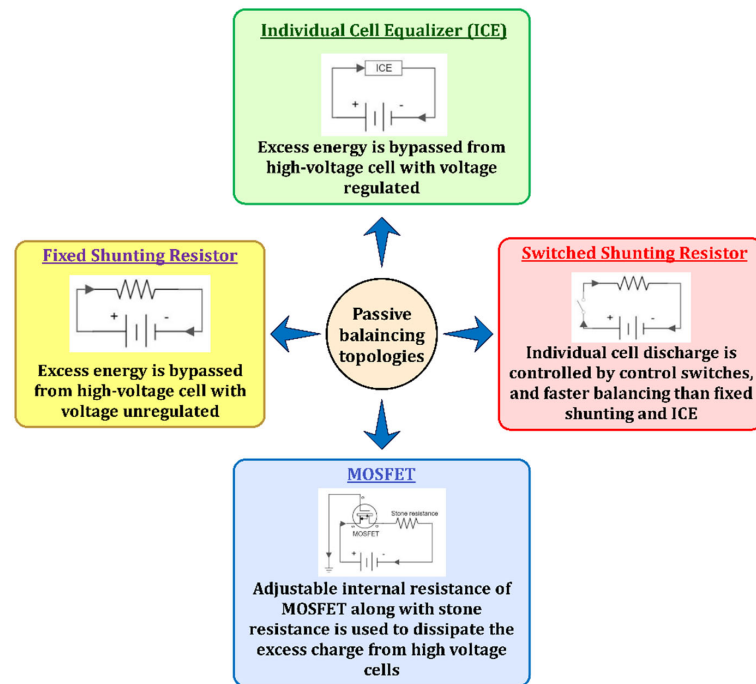 Individual Cell Equalizer (ICE)
ICE
+ -
Excess energy is bypassed from
high-voltage cell with voltage
regulated
Fixed Shunting Resistor
+ -
Excess energy is bypassed
from high-voltage cell with
voltage unregulated
Passive
balaincing
topologies
Switched Shunting Resistor
+ -
Individual cell discharge is
controlled by control switches,
and faster balancing than fixed
shunting and ICE
MOSFET
Stone resistance
MOSFET
+ -
Adjustable internal resistance of
MOSFET along with stone
resistance is used to dissipate the
excess charge from high voltage
cells